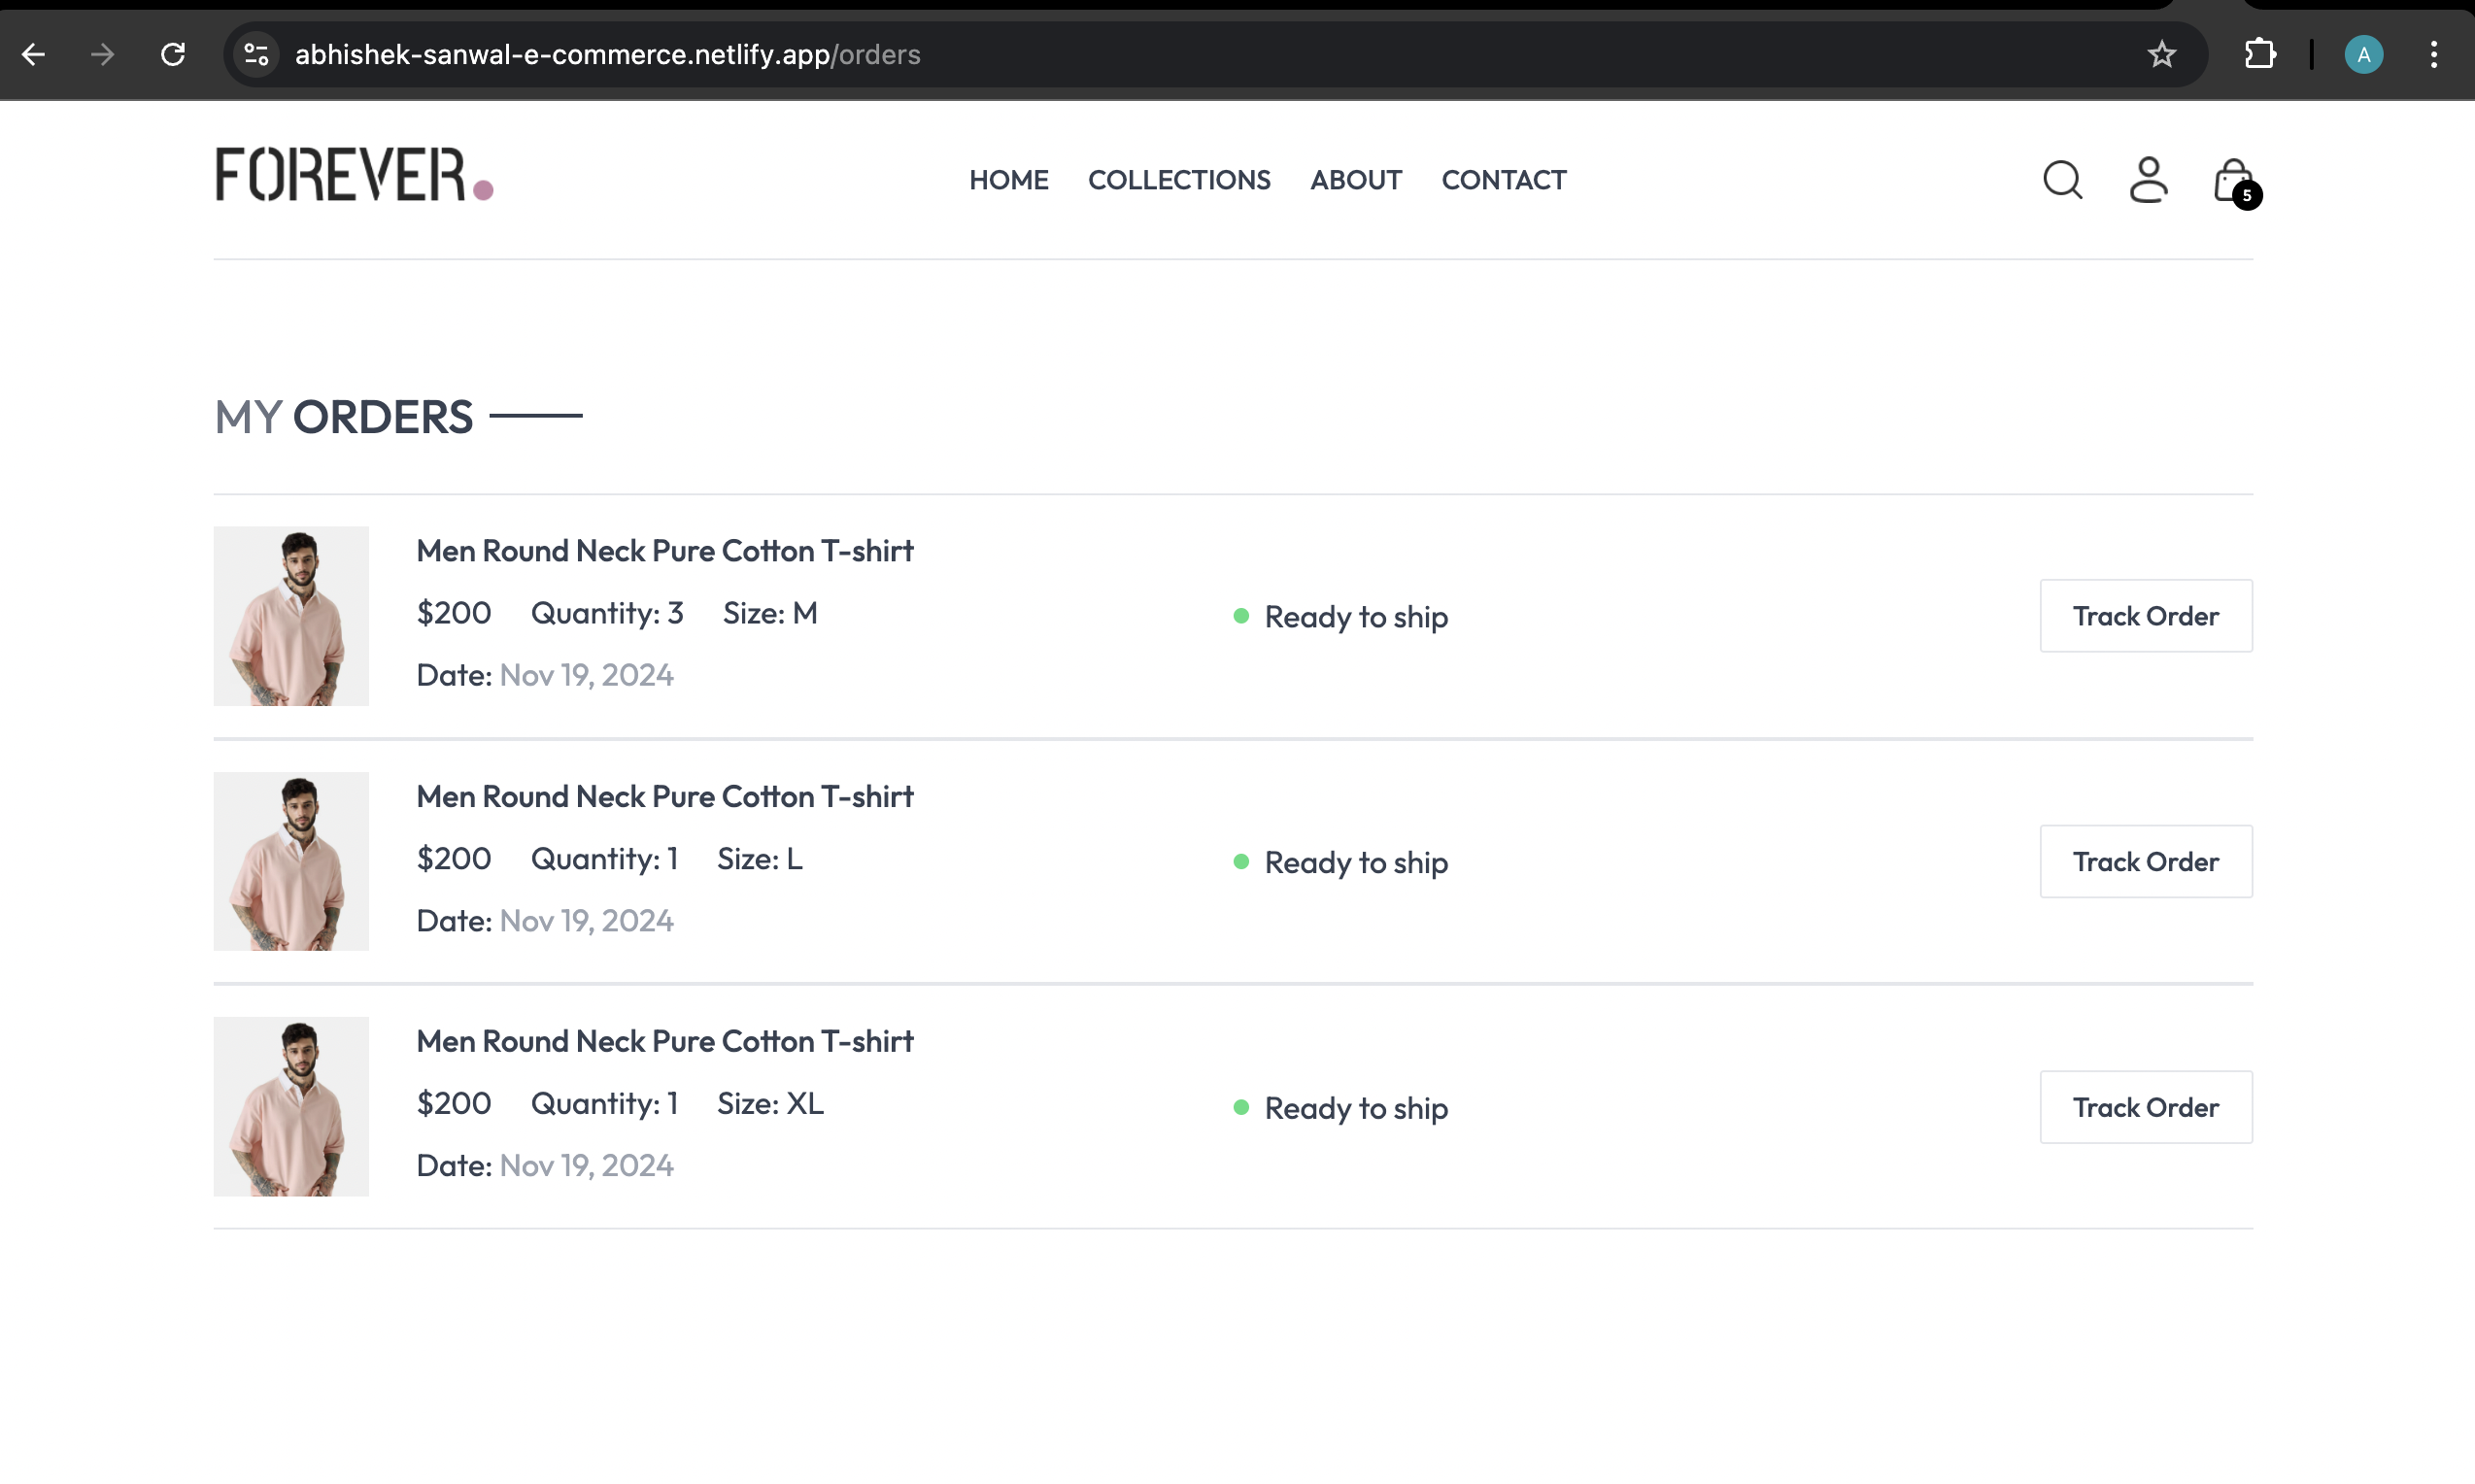 abhishek-sanwal-e-commerce.netlify.app/orders
A
FOREVER.
HOME COLLECTIONS ABOUT CONTACT
5
MY ORDERS
Men Round Neck Pure Cotton T-shirt
$200 Quantity: 3 Size: M
Date: Nov 19, 2024
Ready to ship
Track Order
Men Round Neck Pure Cotton T-shirt
$200 Quantity: 1 Size: L
Date: Nov 19, 2024
Ready to ship
Track Order
Men Round Neck Pure Cotton T-shirt
$200 Quantity: 1 Size: XL
Date: Nov 19, 2024
Ready to ship
Track Order